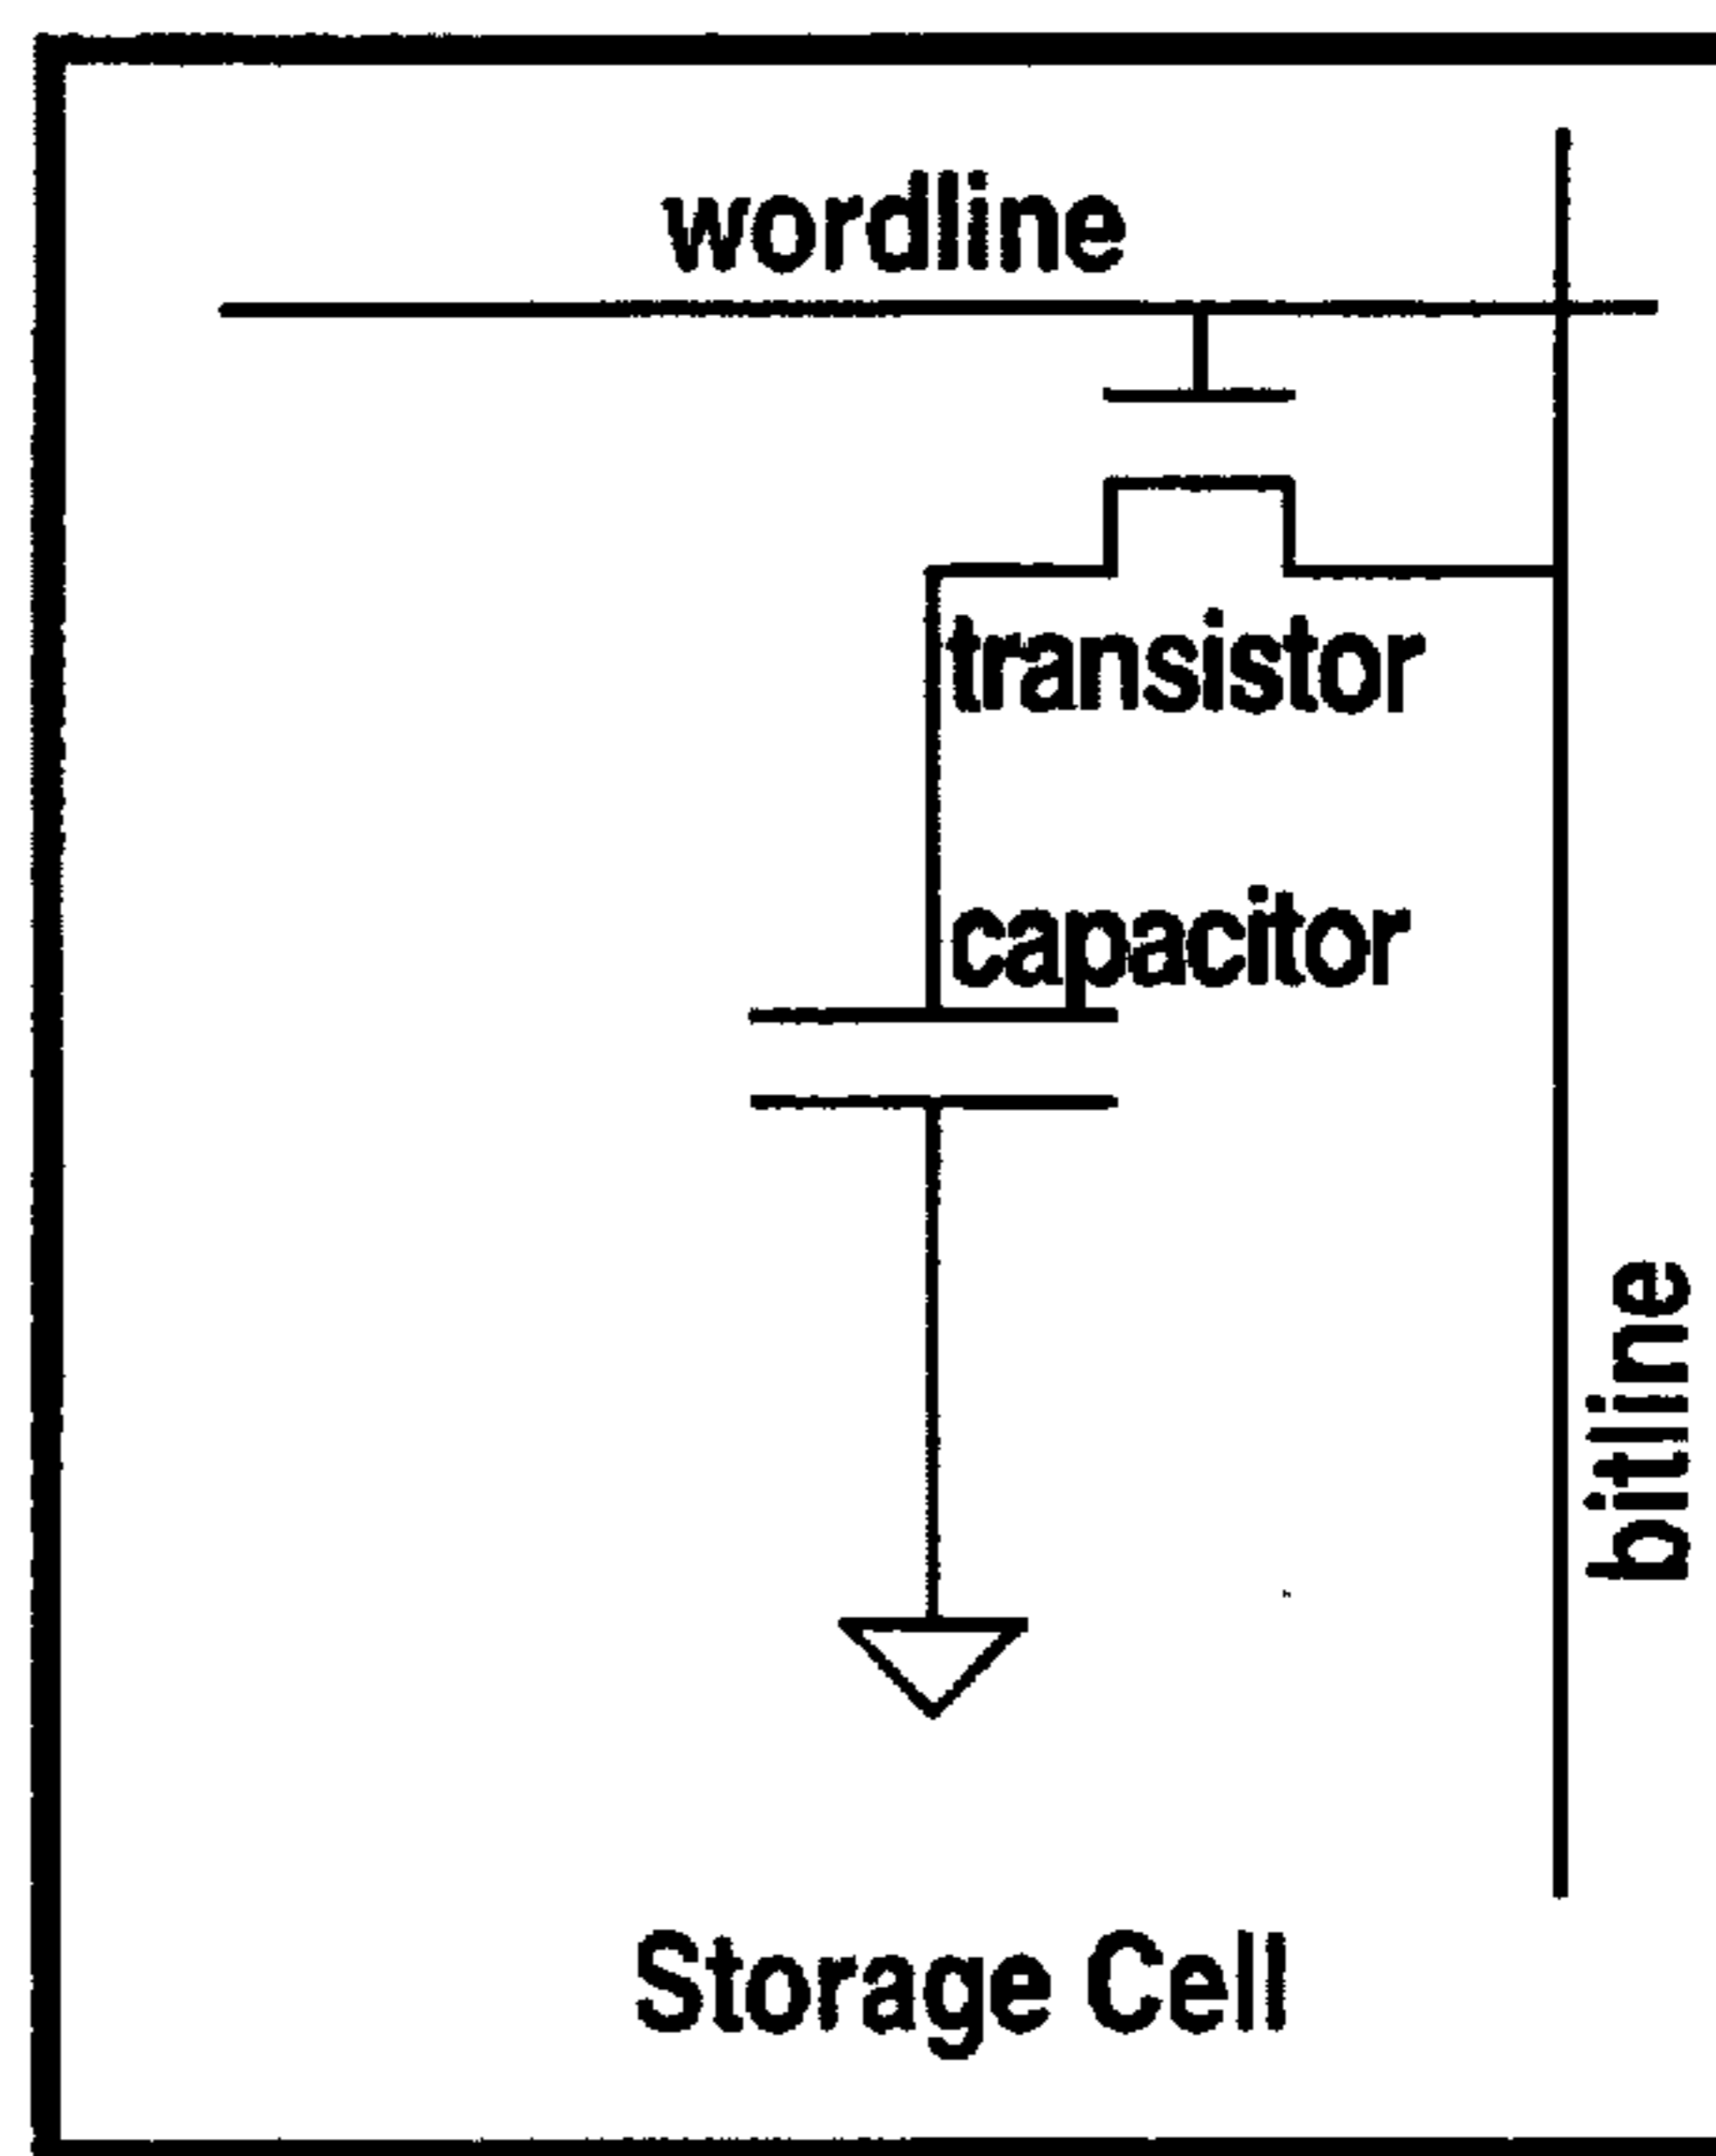 wordline
transistor
capacitor
bitline
Storage Cell